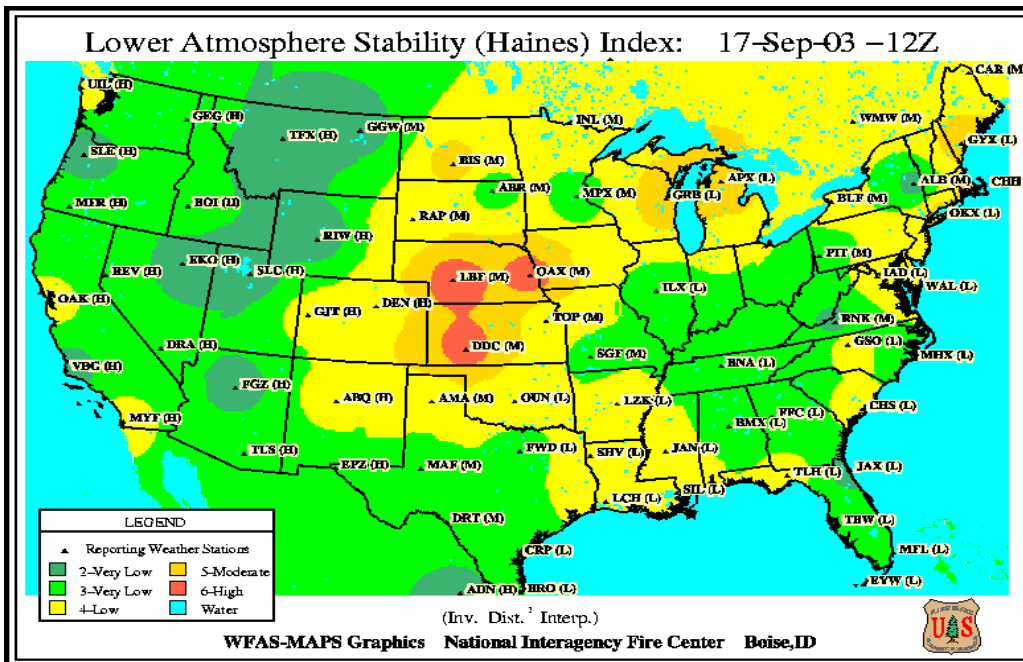 Lower Atmosphere Stability (Haines) Index: 17-Sep-03 -12Z
CAR (M)
UIL (H)
GEG (H)
TFX (H)
GGW (M)
INL (M)
WMW (M)
GYX (L)
SLE (H)
BIS (M)
ABR (M)
MPX (M)
GRB (L)
APX (L)
ALB (M)
CHH
MFR (H)
BOI (H)
RAP (M)
BLF (M)
OKX (L)
RIW (H)
REV (H)
EKO (H)
SLC (H)
LBF (M)
OAX (M)
PIT (M)
IAD (L)
WAL (L)
OAK (H)
GJT (H)
DEN (H)
TOP (M)
ILX (L)
RNK (M)
DRA (H)
DDC (M)
SGF (M)
BNA (L)
GSO (L)
MHX (L)
VBG (H)
FGZ (H)
ABQ (H)
AMA (M)
OUN (L)
LZK (L)
CHS (L)
MYF (H)
FFC (L)
BMX (L)
TUS (H)
EPZ (H)
MAF (M)
FWD (L)
SHV (L)
JAN (L)
TLH (L)
JAX (L)
LCH (L)
SIL (L)
DRT (M)
TBW (L)
CRP (L)
MFL (L)
ADN (H)
BRO (L)
EYW (L)
LEGEND
Reporting Weather Stations
2-Very Low
5-Moderate
3-Very Low
6-High
4-Low
Water
(Inv. Dist.² Interp.)
WFAS-MAPS Graphics National Interagency Fire Center Boise,ID
U S